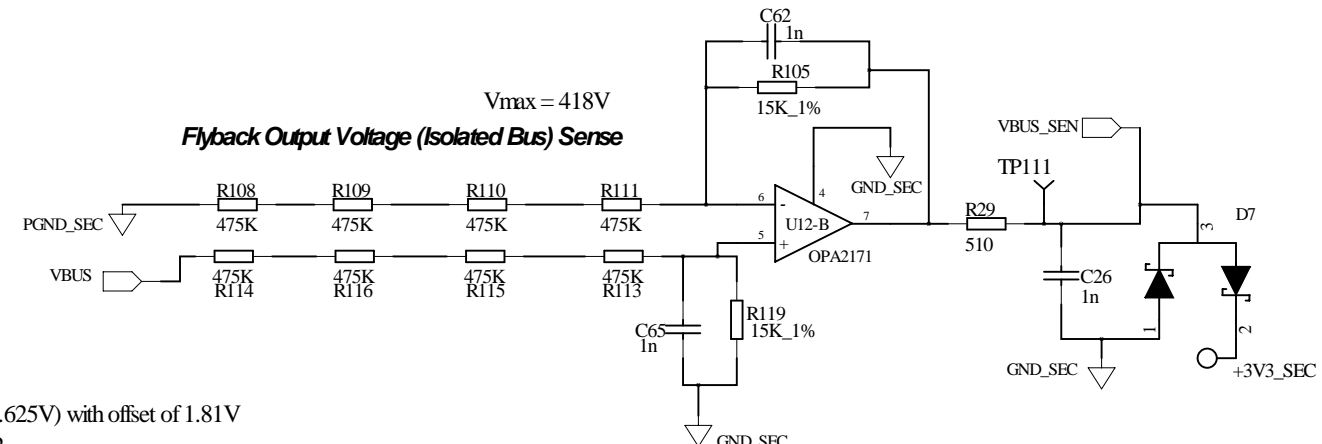 C62
1n
R105
15K_1%
Vmax = 418V
Flyback Output Voltage (Isolated Bus) Sense
VBUS_SEN
TP111
GND_SEC
R108
R109
R110
R111
6
-
4
U12-B
7
R29
3
D7
PGND_SEC
475K
475K
475K
475K
5
+
OPA2171
510
VBUS
475K
475K
475K
475K
R114
R116
R115
R113
C26
1n
R119
15K_1%
C65
1n
1
2
GND_SEC
+3V3_SEC
.625V) with offset of 1.81V
GND_SEC